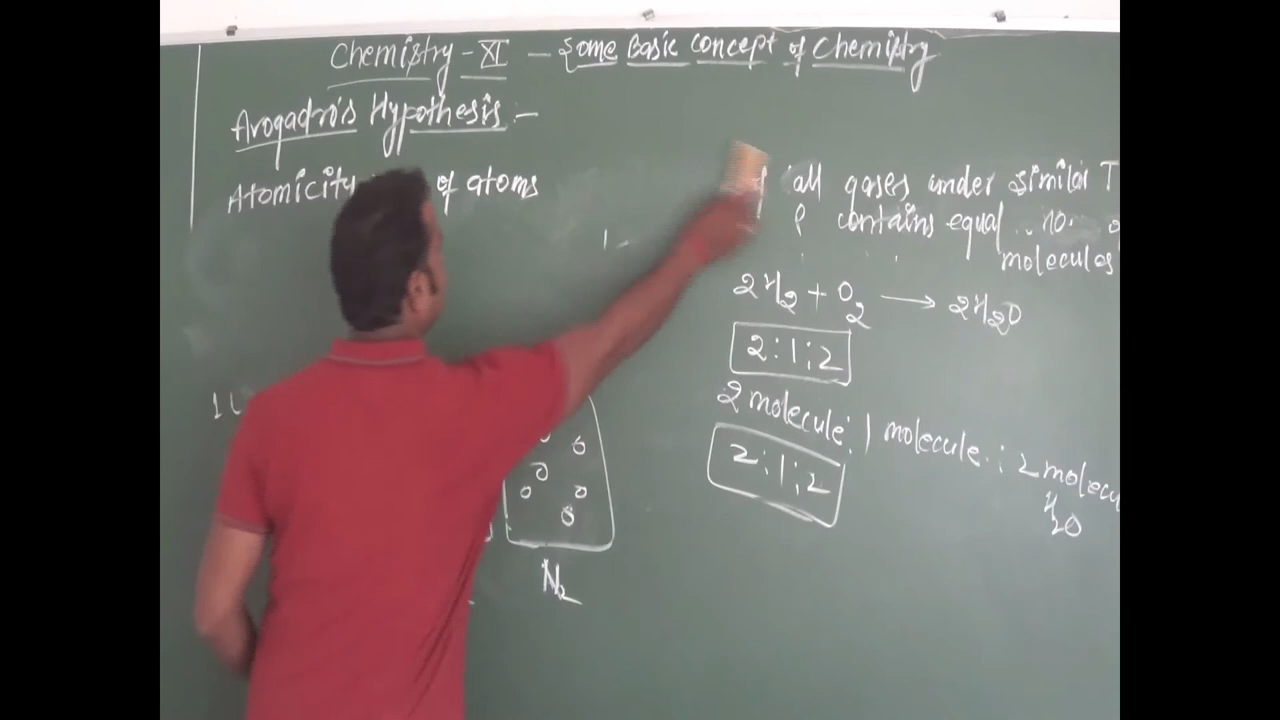 Chemistry - XI - Some Basic Concept of Chemistry
Avogadro's Hypothesis :-
Atomicity of atoms
all gases under similar T
P contains equal no. o
molecules
2H2 + O2 → 2H2O
2:1:2
2 molecule : 1 molecule : 2 molecu
H2O
2:1:2
1 L
N2